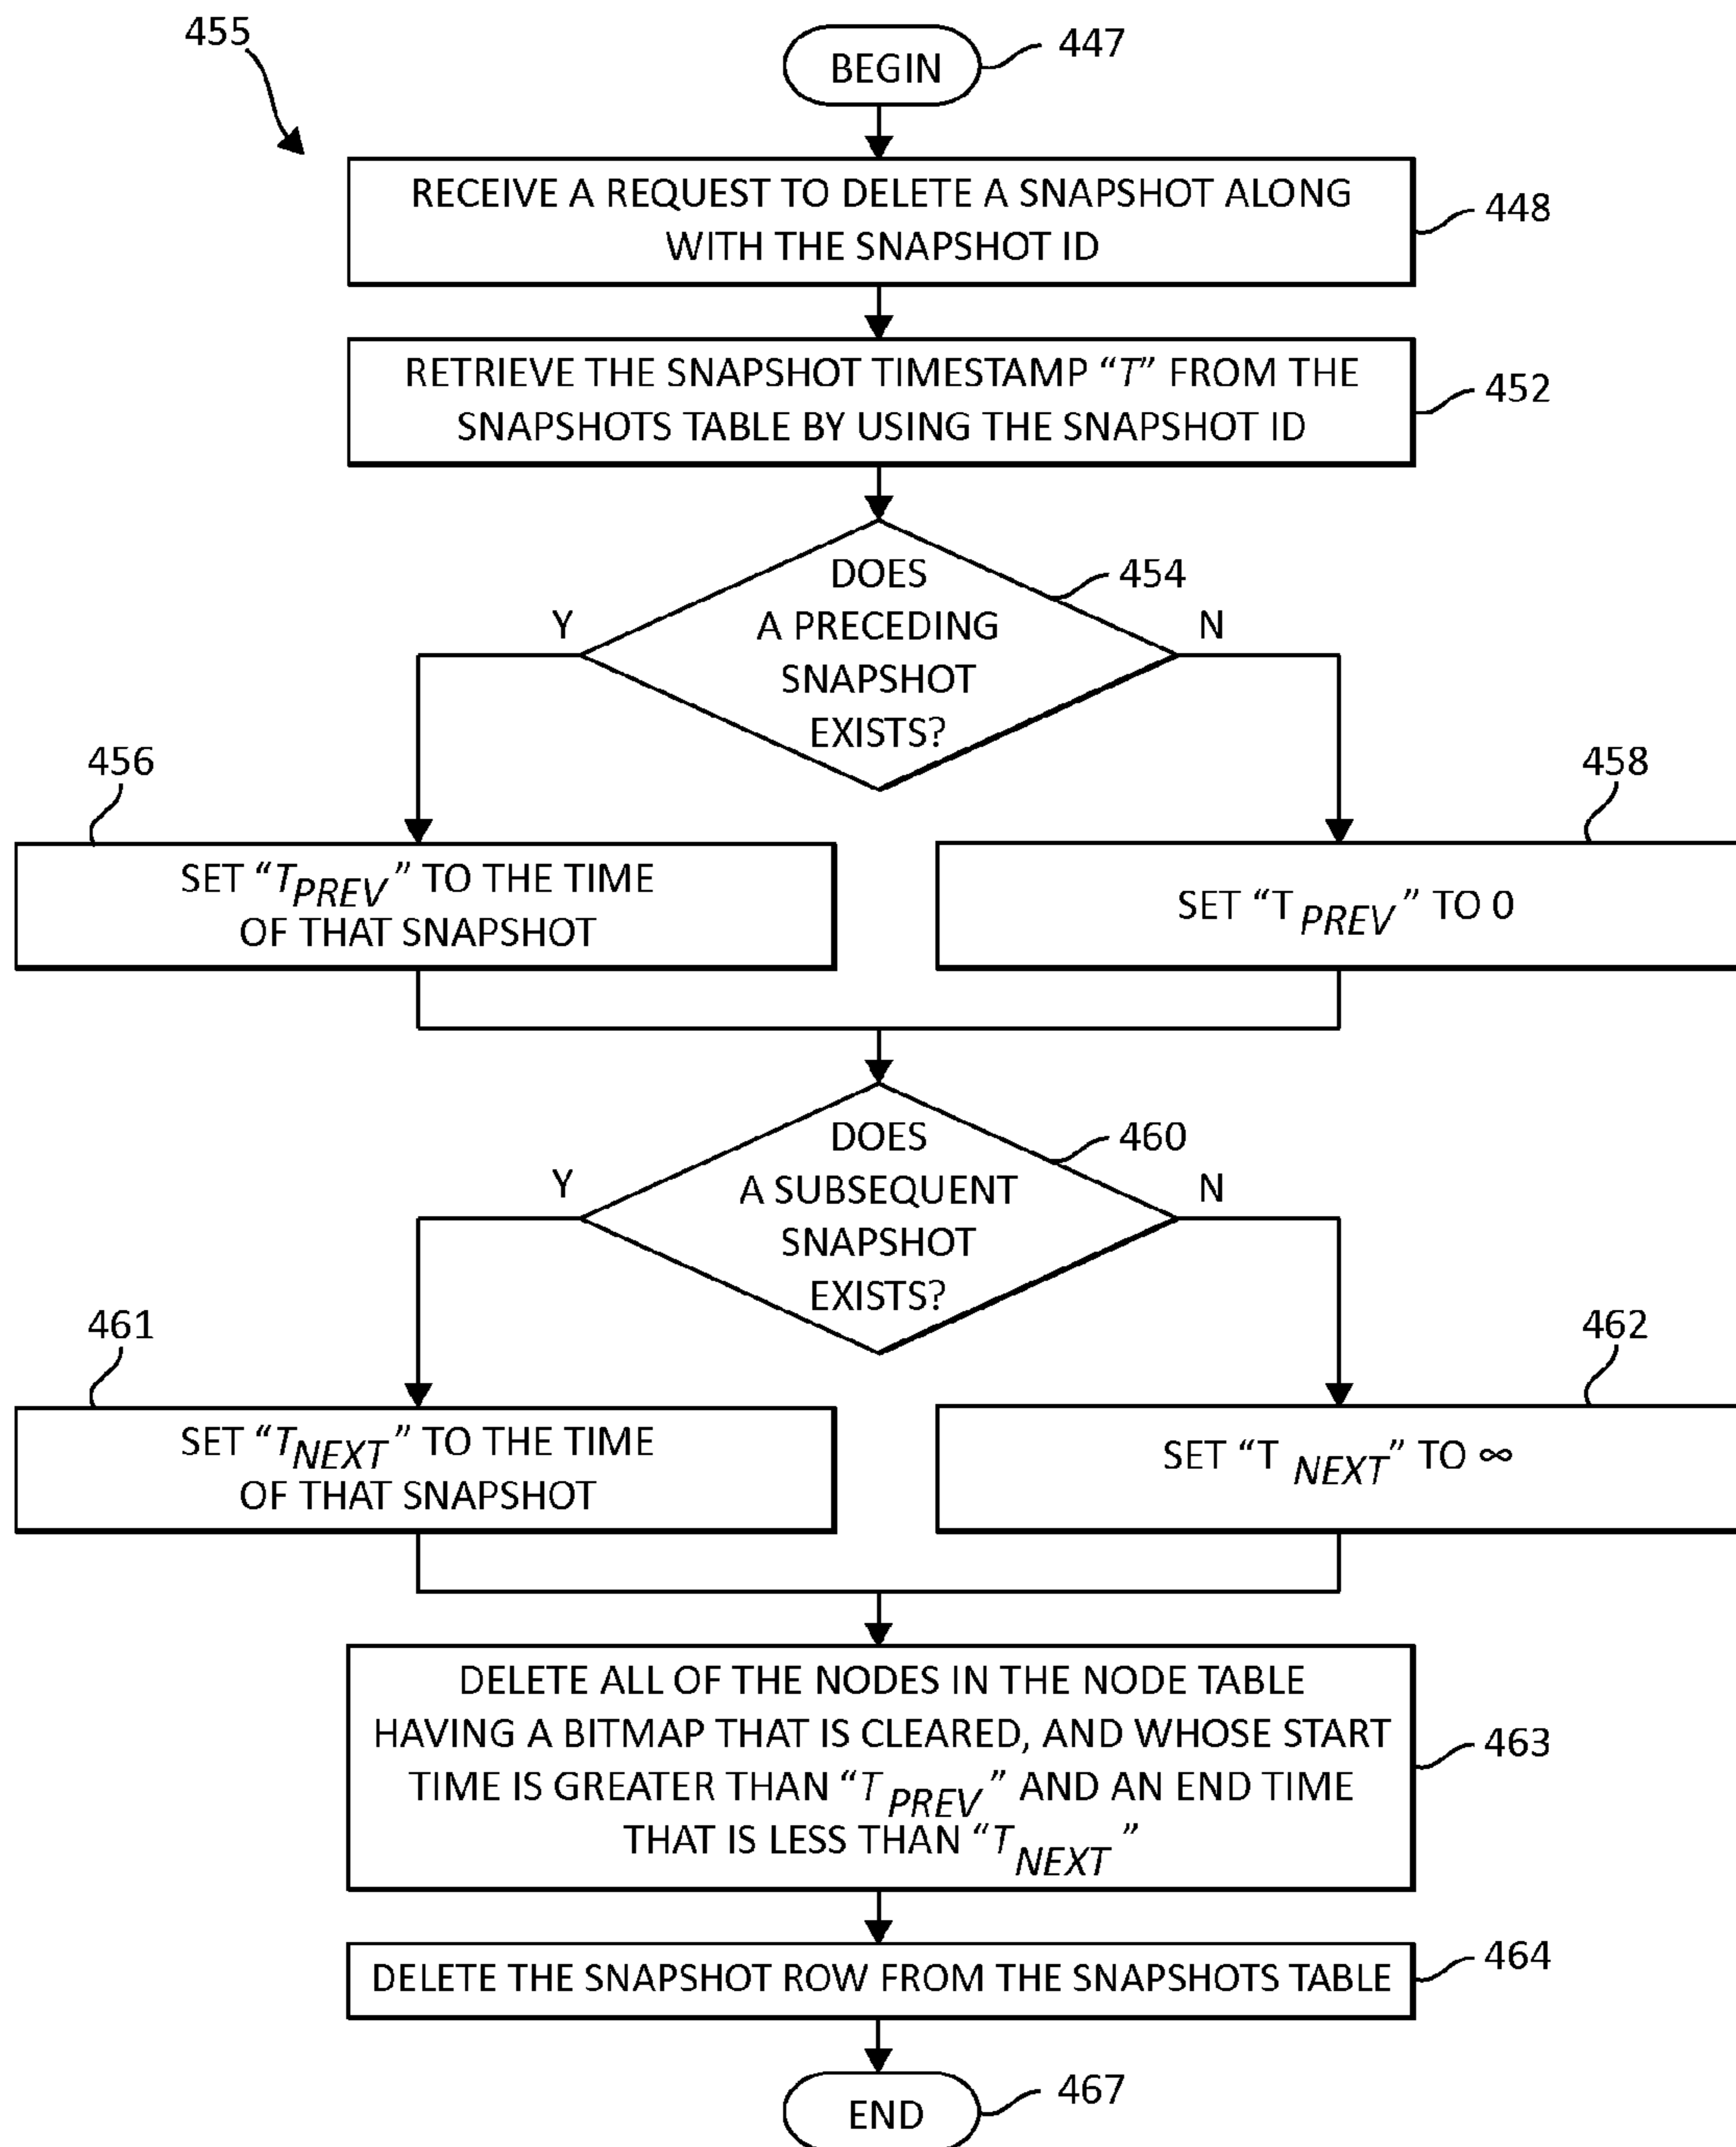 455
BEGIN
447
RECEIVE A REQUEST TO DELETE A SNAPSHOT ALONG
WITH THE SNAPSHOT ID
448
RETRIEVE THE SNAPSHOT TIMESTAMP “T” FROM THE
SNAPSHOTS TABLE BY USING THE SNAPSHOT ID
452
DOES
A PRECEDING
SNAPSHOT
EXISTS?
454
Y
N
456
SET “T PREV” TO THE TIME
OF THAT SNAPSHOT
458
SET “T PREV” TO 0
DOES
A SUBSEQUENT
SNAPSHOT
EXISTS?
460
Y
N
461
SET “T NEXT” TO THE TIME
OF THAT SNAPSHOT
462
SET “T NEXT” TO ∞
DELETE ALL OF THE NODES IN THE NODE TABLE
HAVING A BITMAP THAT IS CLEARED, AND WHOSE START
TIME IS GREATER THAN “T PREV” AND AN END TIME
THAT IS LESS THAN “T NEXT”
463
DELETE THE SNAPSHOT ROW FROM THE SNAPSHOTS TABLE
464
END
467